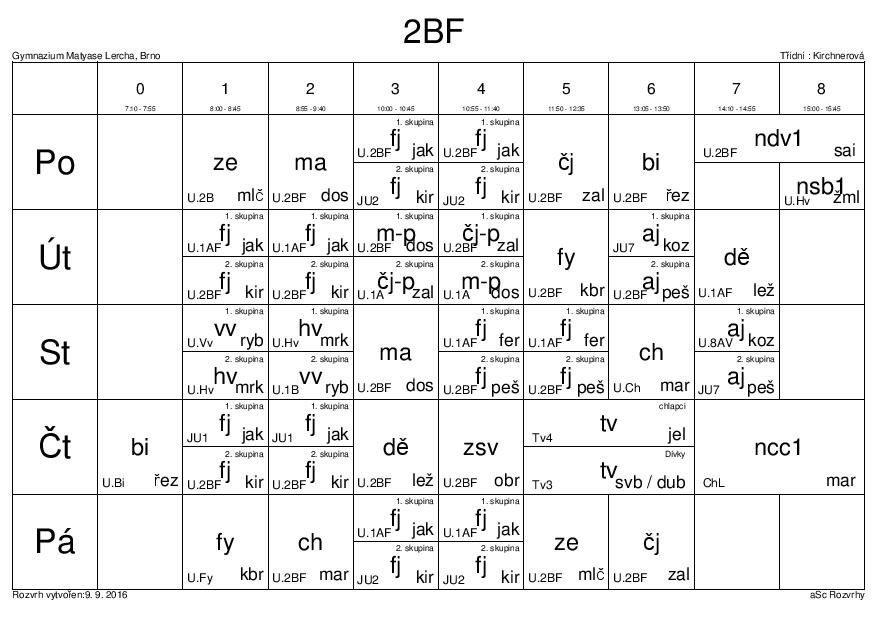 2BF
Gymnazium Matyase Lercha, Brno Třídní : Kirchnerová
0 1 2 3 4 5 6 7 8
7:10 - 7:55 8:00 - 8:45 8:55 - 9:40 10:00 - 10:45 10:55 - 11:40 11:50 - 12:35 13:05 - 13:50 14:10 - 14:55 15:00 - 15:45
Po
ze
U.2B mlč
ma
U.2BF dos
1. skupina
fj
U.2BF jak
2. skupina
fj
JU2 kir
1. skupina
fj
U.2BF jak
2. skupina
fj
JU2 kir
čj
U.2BF zal
bi
U.2BF řez
ndv1
U.2BF sai
nsb1
U.Hv žml
Út
1. skupina
fj
U.1AF jak
2. skupina
fj
U.2BF kir
1. skupina
fj
U.1AF jak
2. skupina
fj
U.2BF kir
1. skupina
m-p
U.2BF dos
2. skupina
čj-p
U.1A zal
1. skupina
čj-p
U.2BF zal
2. skupina
m-p
U.1A dos
fy
U.2BF kbr
1. skupina
aj
JU7 koz
2. skupina
aj
U.2BF peš
dě
U.1AF lež
St
1. skupina
vv
U.Vv ryb
2. skupina
hv
U.Hv mrk
1. skupina
hv
U.Hv mrk
2. skupina
vv
U.1B ryb
ma
U.2BF dos
1. skupina
fj
U.1AF fer
2. skupina
fj
U.2BF peš
1. skupina
fj
U.1AF fer
2. skupina
fj
U.2BF peš
ch
U.Ch mar
1. skupina
aj
U.8AV koz
2. skupina
aj
JU7 peš
Čt
bi
U.Bi řez
1. skupina
fj
JU1 jak
2. skupina
fj
U.2BF kir
1. skupina
fj
JU1 jak
2. skupina
fj
U.2BF kir
dě
U.2BF lež
zsv
U.2BF obr
chlapci
tv
Tv4 jel
Dívky
tv
Tv3 svb / dub
ncc1
ChL mar
Pá
fy
U.Fy kbr
ch
U.2BF mar
1. skupina
fj
U.1AF jak
2. skupina
fj
JU2 kir
1. skupina
fj
U.1AF jak
2. skupina
fj
JU2 kir
ze
U.2BF mlč
čj
U.2BF zal
Rozvrh vytvořen:9. 9. 2016 aSc Rozvrhy